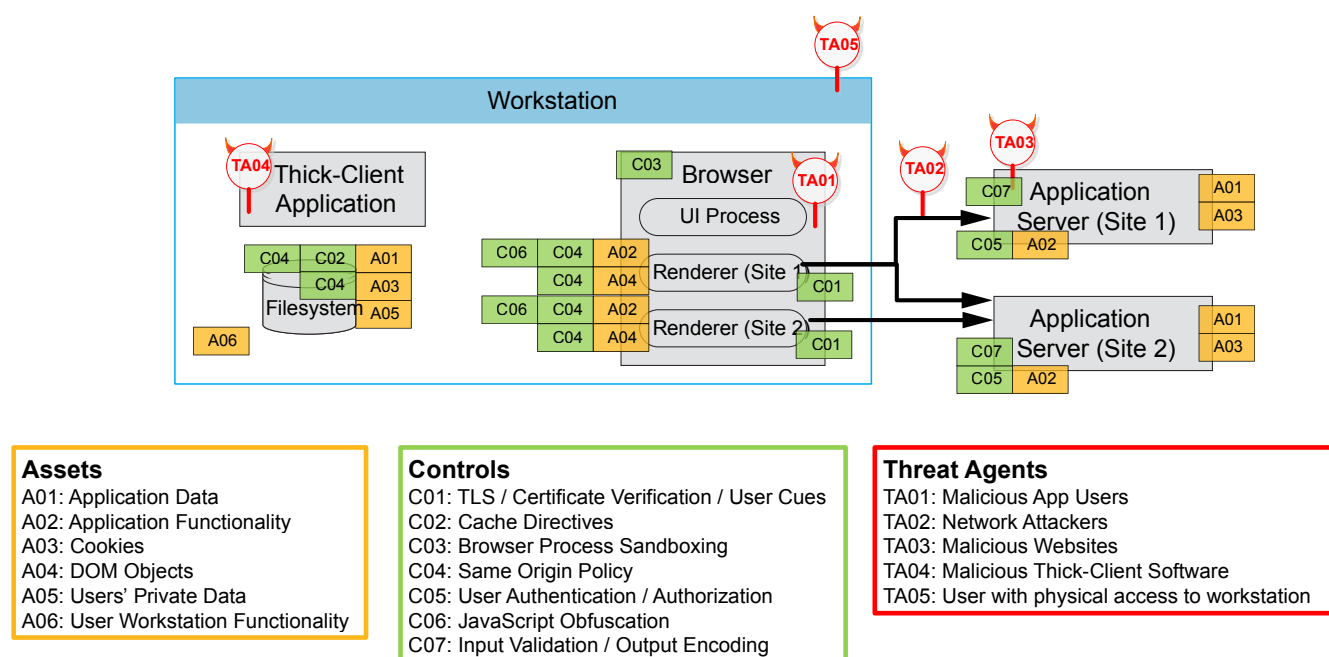 TA05
Workstation
TA04
Thick-Client
Application
C03
Browser
TA01
TA02
TA03
UI Process
C07
Application
Server (Site 1)
A01
A03
C05
A02
C04
C02
A01
C04
A03
Filesystem
A05
A06
C06
C04
A02
Renderer (Site 1)
C04
A04
C01
C06
C04
A02
Renderer (Site 2)
C04
A04
C01
Application
Server (Site 2)
A01
A03
C07
C05
A02
Assets
A01: Application Data
A02: Application Functionality
A03: Cookies
A04: DOM Objects
A05: Users' Private Data
A06: User Workstation Functionality
Controls
C01: TLS / Certificate Verification / User Cues
C02: Cache Directives
C03: Browser Process Sandboxing
C04: Same Origin Policy
C05: User Authentication / Authorization
C06: JavaScript Obfuscation
C07: Input Validation / Output Encoding
Threat Agents
TA01: Malicious App Users
TA02: Network Attackers
TA03: Malicious Websites
TA04: Malicious Thick-Client Software
TA05: User with physical access to workstation